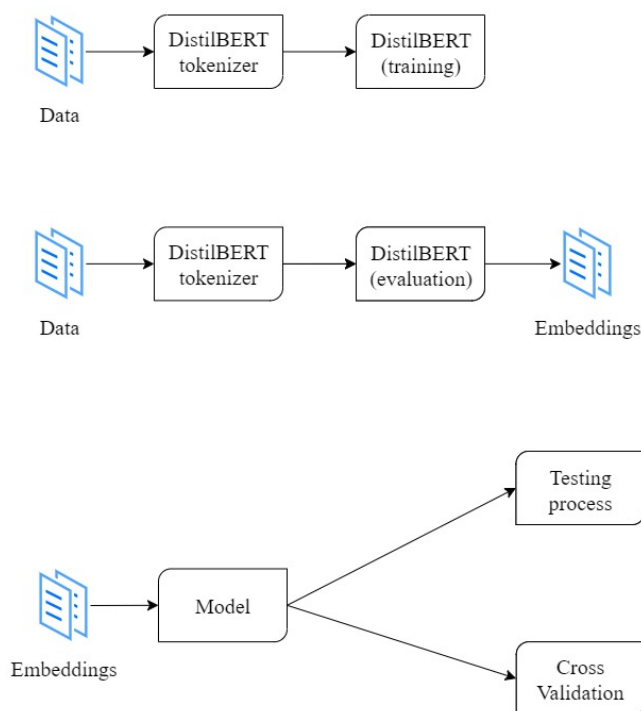 DistilBERT
tokenizer
DistilBERT
(training)
Data
DistilBERT
tokenizer
DistilBERT
(evaluation)
Data
Embeddings
Testing
process
Model
Embeddings
Cross
Validation